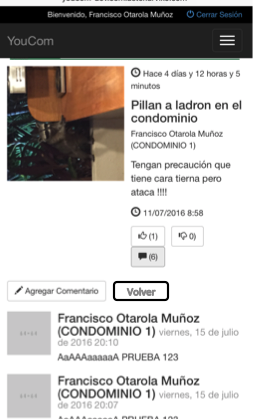 Bienvenido, Francisco Otarola Muñoz Cerrar Sesión
YouCom
Hace 4 días y 12 horas y 5
minutos
Pillan a ladron en el
condominio
Francisco Otarola Muñoz
(CONDOMINIO 1)
Tengan precaución que
tiene cara tierna pero
ataca !!!!
11/07/2016 8:58
(1) 0)
(6)
Agregar Comentario Volver
Francisco Otarola Muñoz
(CONDOMINIO 1) viernes, 15 de julio
de 2016 20:10
AaAAAaaaaaA PRUEBA 123
Francisco Otarola Muñoz
(CONDOMINIO 1) viernes, 15 de julio
de 2016 20:07